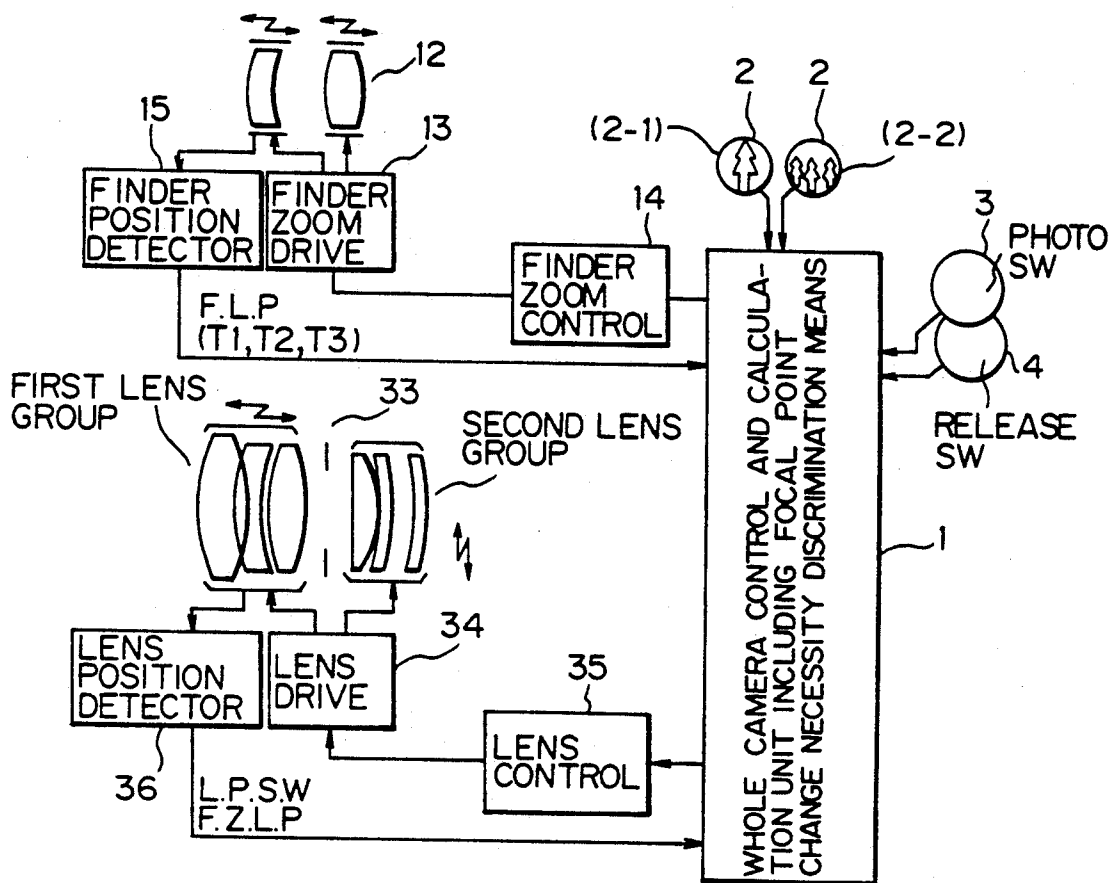 12
15
13
2
2
(2-1)
(2-2)
FINDER
POSITION
DETECTOR
FINDER
ZOOM
DRIVE
14
FINDER
ZOOM
CONTROL
3
PHOTO
SW
4
RELEASE
SW
F.L.P
(T1,T2,T3)
FIRST LENS
GROUP
33
SECOND LENS
GROUP
WHOLE CAMERA CONTROL AND CALCULA-
TION UNIT INCLUDING FOCAL POINT
CHANGE NECESSITY DISCRIMINATION MEANS
1
LENS
POSITION
DETECTOR
LENS
DRIVE
34
35
LENS
CONTROL
36
L.P.S.W
F.Z.L.P